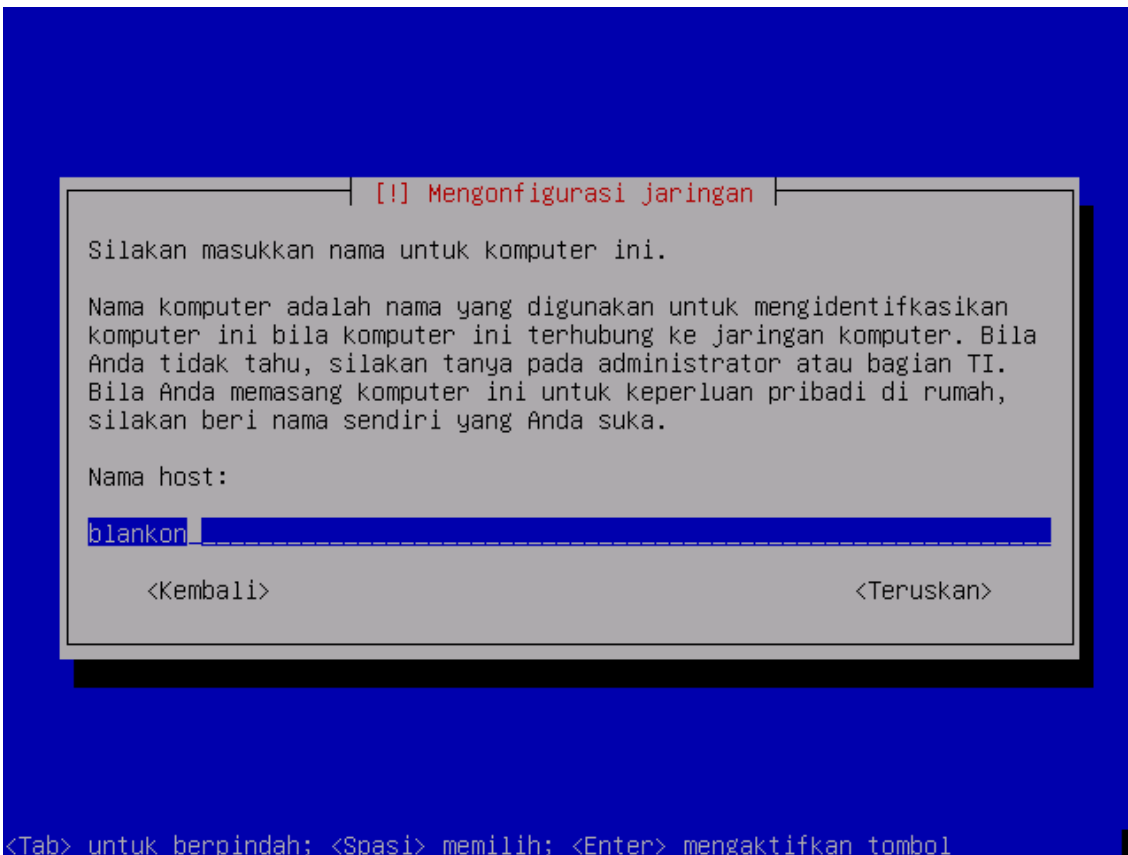 [!] Mengonfigurasi jaringan
Silakan masukkan nama untuk komputer ini.
Nama komputer adalah nama yang digunakan untuk mengidentifkasikan
komputer ini bila komputer ini terhubung ke jaringan komputer. Bila
Anda tidak tahu, silakan tanya pada administrator atau bagian TI.
Bila Anda memasang komputer ini untuk keperluan pribadi di rumah,
silakan beri nama sendiri yang Anda suka.
Nama host:
blankon
<Kembali> <Teruskan>
<Tab> untuk berpindah; <Spasi> memilih; <Enter> mengaktifkan tombol